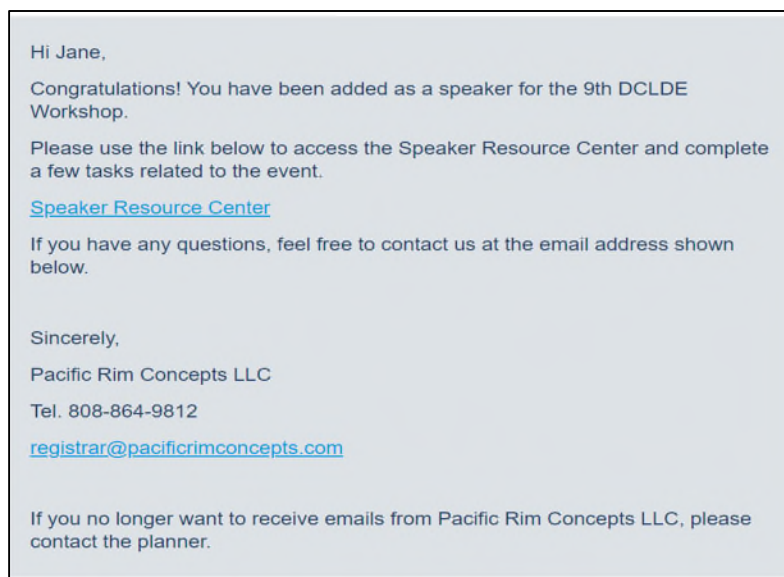 Hi Jane,
Congratulations! You have been added as a speaker for the 9th DCLDE
Workshop.
Please use the link below to access the Speaker Resource Center and complete
a few tasks related to the event.
Speaker Resource Center
If you have any questions, feel free to contact us at the email address shown
below.
Sincerely,
Pacific Rim Concepts LLC
Tel. 808-864-9812
registrar@pacificrimconcepts.com
If you no longer want to receive emails from Pacific Rim Concepts LLC, please
contact the planner.